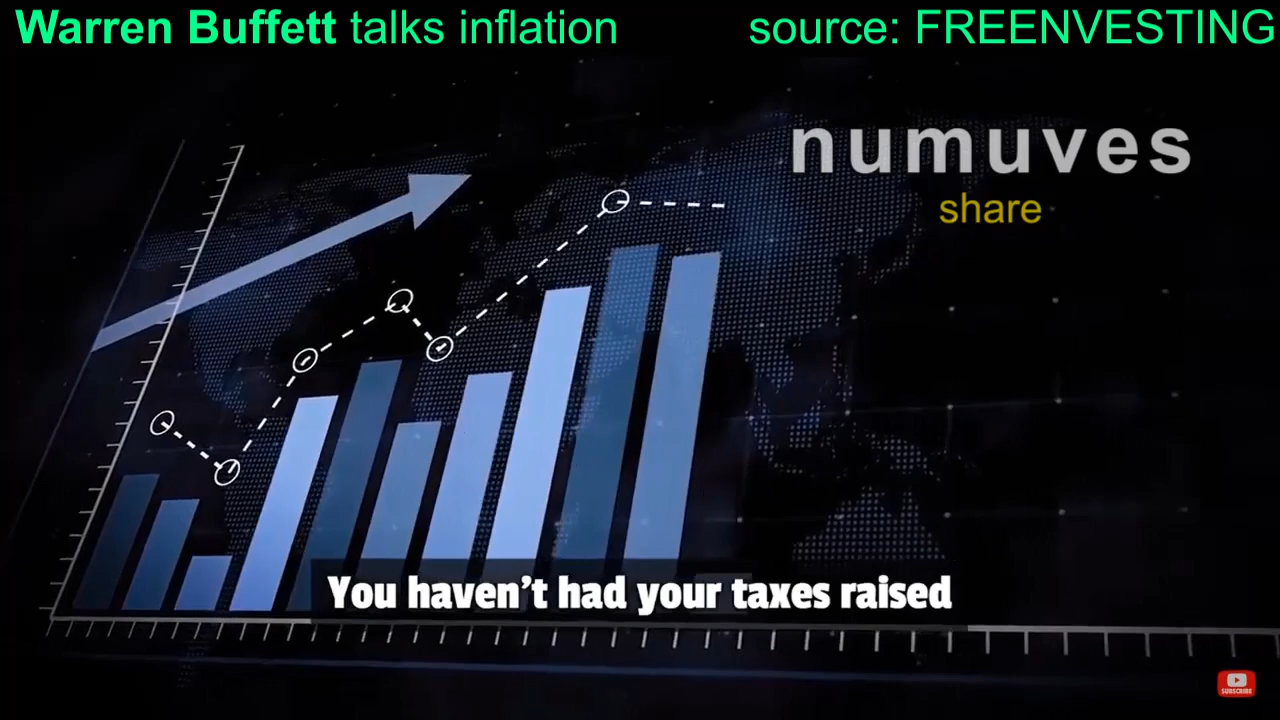 Warren Buffett talks inflation source: FREENVESTING
numuves
share
You haven't had your taxes raised
SUBSCRIBE